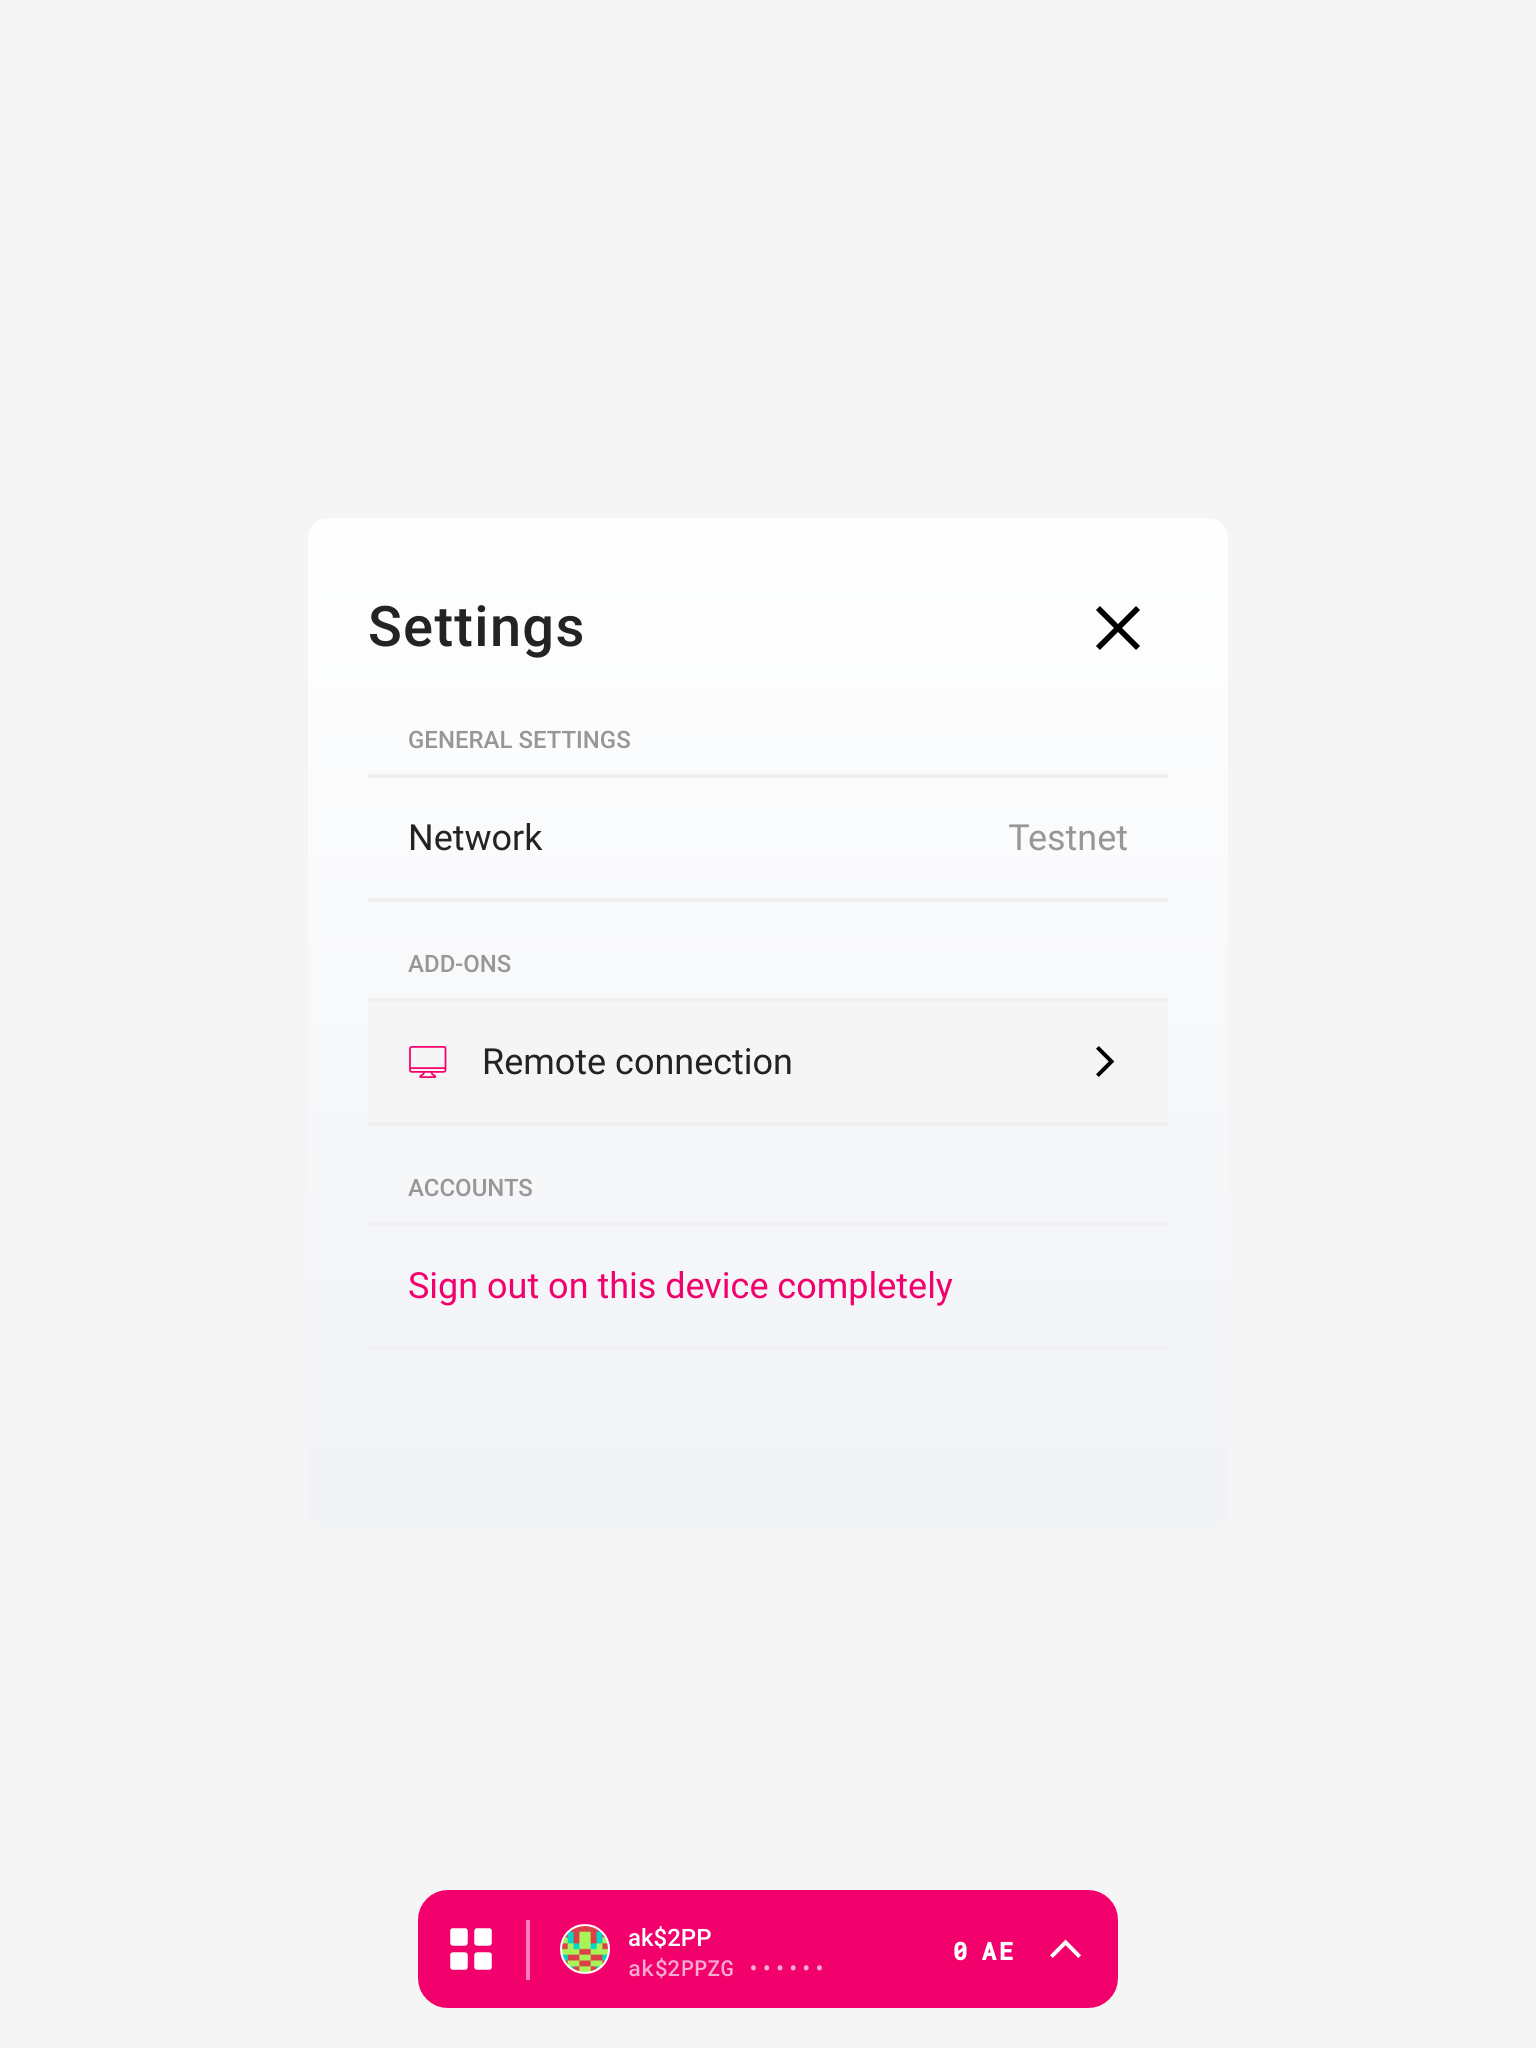 Settings
GENERAL SETTINGS
Network Testnet
ADD-ONS
Remote connection
ACCOUNTS
Sign out on this device completely
ak$2PP
ak$2PPZG ······
0 AE